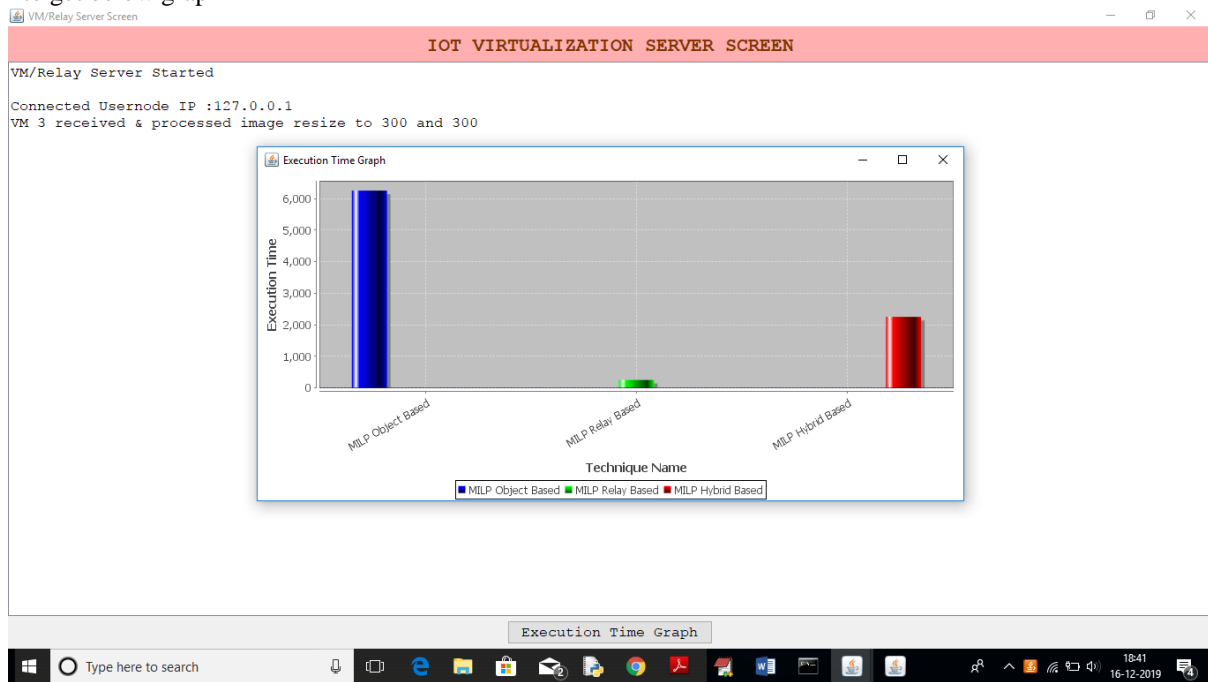 VM/Relay Server Screen
IOT VIRTUALIZATION SERVER SCREEN
VM/Relay Server Started
Connected Usernode IP :127.0.0.1
VM 3 received & processed image resize to 300 and 300
Execution Time Graph
6,000
5,000
4,000
3,000
2,000
1,000
0
Execution Time
MILP Object Based
MILP Relay Based
MILP Hybrid Based
Technique Name
MILP Object Based MILP Relay Based MILP Hybrid Based
Execution Time Graph
Type here to search
18:41
16-12-2019